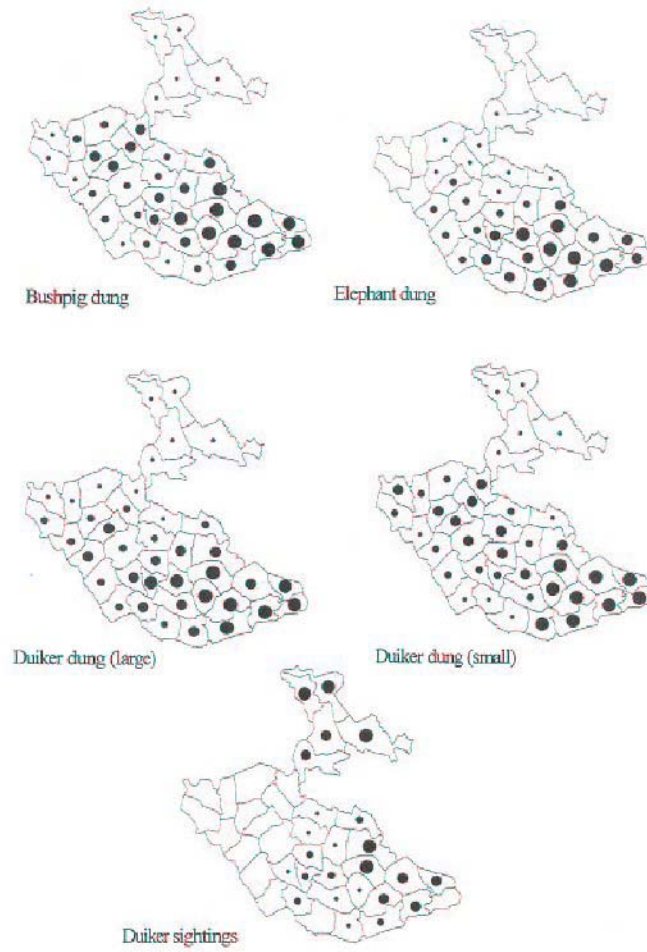 Bushpig dung
Elephant dung
Duiker dung (large)
Duiker dung (small)
Duiker sightings